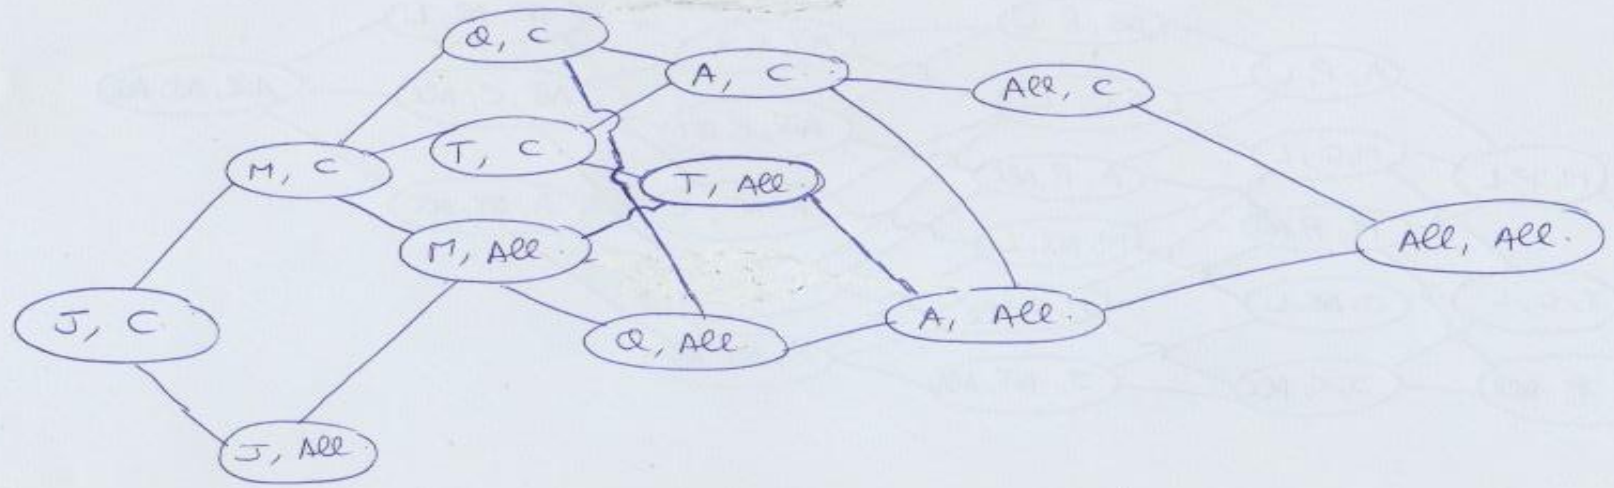 Q, C
A, C
All, C
T, C
M, C
T, All.
M, All.
All, All.
J, C
A, All.
Q, All
J, All